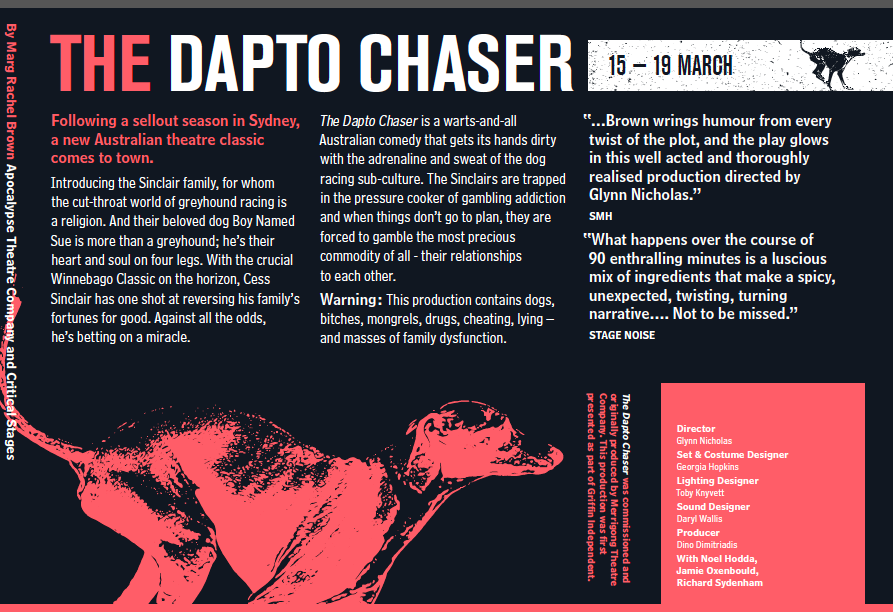 By Marg Rachel Brown Apocalypse Theatre Company and Critical Stages
THE DAPTO CHASER
15 – 19 MARCH
Following a sellout season in Sydney,
a new Australian theatre classic
comes to town.
Introducing the Sinclair family, for whom
the cut-throat world of greyhound racing is
a religion. And their beloved dog Boy Named
Sue is more than a greyhound; he’s their
heart and soul on four legs. With the crucial
Winnebago Classic on the horizon, Cess
Sinclair has one shot at reversing his family’s
fortunes for good. Against all the odds,
he’s betting on a miracle.
The Dapto Chaser is a warts-and-all
Australian comedy that gets its hands dirty
with the adrenaline and sweat of the dog
racing sub-culture. The Sinclairs are trapped
in the pressure cooker of gambling addiction
and when things don’t go to plan, they are
forced to gamble the most precious
commodity of all - their relationships
to each other.
Warning: This production contains dogs,
bitches, mongrels, drugs, cheating, lying –
and masses of family dysfunction.
“...Brown wrings humour from every
twist of the plot, and the play glows
in this well acted and thoroughly
realised production directed by
Glynn Nicholas.”
SMH
“What happens over the course of
90 enthralling minutes is a luscious
mix of ingredients that make a spicy,
unexpected, twisting, turning
narrative.... Not to be missed.”
STAGE NOISE
The Dapto Chaser was commissioned and
originally produced by Merrigong Theatre
Company. This production was first
presented as part of Griffin Independent.
Director
Glynn Nicholas
Set & Costume Designer
Georgia Hopkins
Lighting Designer
Toby Knyvett
Sound Designer
Daryl Wallis
Producer
Dino Dimitriadis
With Noel Hodda,
Jamie Oxenbould,
Richard Sydenham